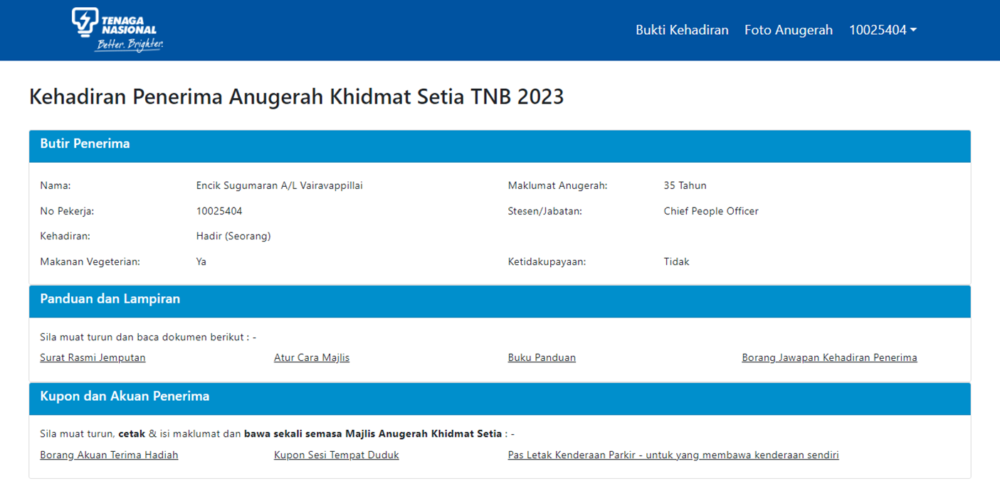 TENAGA
NASIONAL
Better. Brighter.
Bukti Kehadiran Foto Anugerah 10025404
Kehadiran Penerima Anugerah Khidmat Setia TNB 2023
Butir Penerima
Nama: Encik Sugumaran A/L Vairavappillai Maklumat Anugerah: 35 Tahun
No Pekerja: 10025404 Stesen/Jabatan: Chief People Officer
Kehadiran: Hadir (Seorang)
Makanan Vegeterian: Ya Ketidakupayaan: Tidak
Panduan dan Lampiran
Sila muat turun dan baca dokumen berikut : -
Surat Rasmi Jemputan Atur Cara Majlis Buku Panduan Borang Jawapan Kehadiran Penerima
Kupon dan Akuan Penerima
Sila muat turun, cetak & isi maklumat dan bawa sekali semasa Majlis Anugerah Khidmat Setia : -
Borang Akuan Terima Hadiah Kupon Sesi Tempat Duduk Pas Letak Kenderaan Parkir - untuk yang membawa kenderaan sendiri